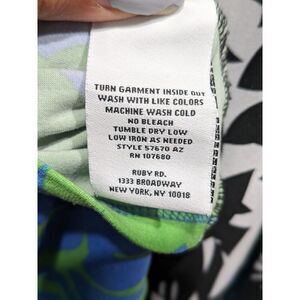 TURN GARMENT INSIDE OUT
WASH WITH LIKE COLORS
MACHINE WASH COLD
NO BLEACH
TUMBLE DRY LOW
LOW IRON AS NEEDED
STYLE 57670 AZ
RN 107680
RUBY RD.
1333 BROADWAY
NEW YORK, NY 10018